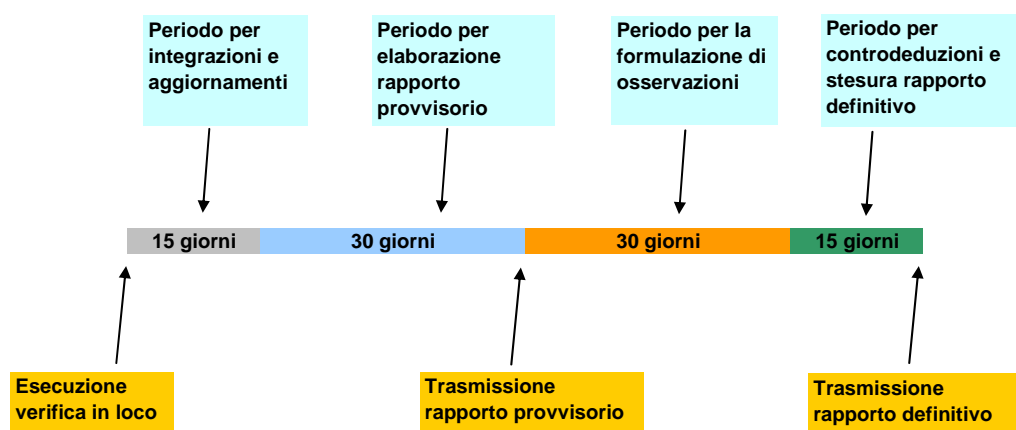 Periodo per
integrazioni e
aggiornamenti
Periodo per
elaborazione
rapporto
provvisorio
Periodo per la
formulazione di
osservazioni
Periodo per
controdeduzioni e
stesura rapporto
definitivo
15 giorni
30 giorni
30 giorni
15 giorni
Esecuzione
verifica in loco
Trasmissione
rapporto provvisorio
Trasmissione
rapporto definitivo